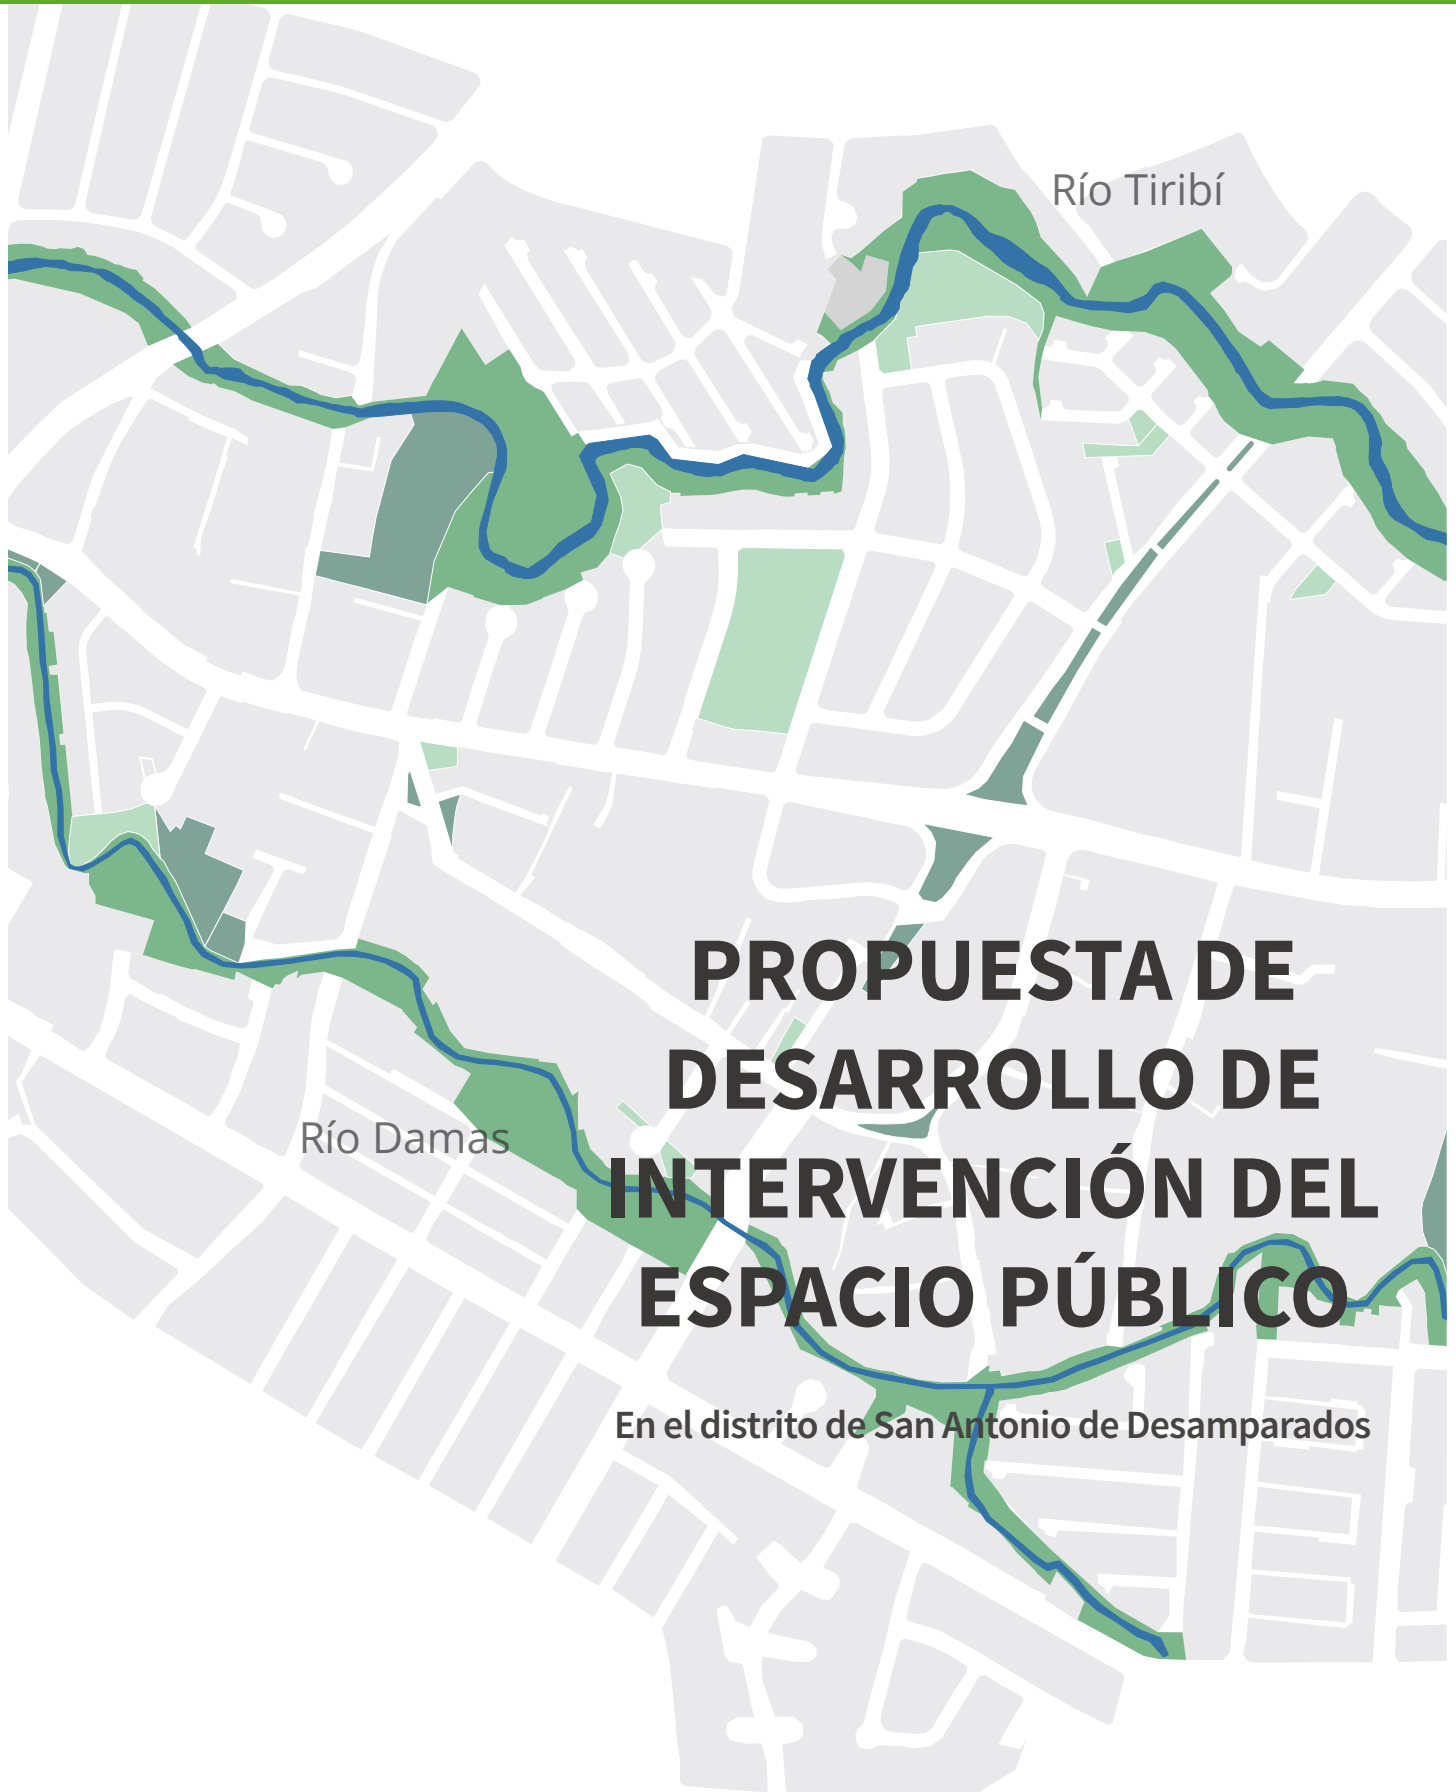 Río Tiribí
PROPUESTA DE
DESARROLLO DE
Río Damas
INTERVENCIÓN DEL
ESPACIO PÚBLICO
En el distrito de San Antonio de Desamparados